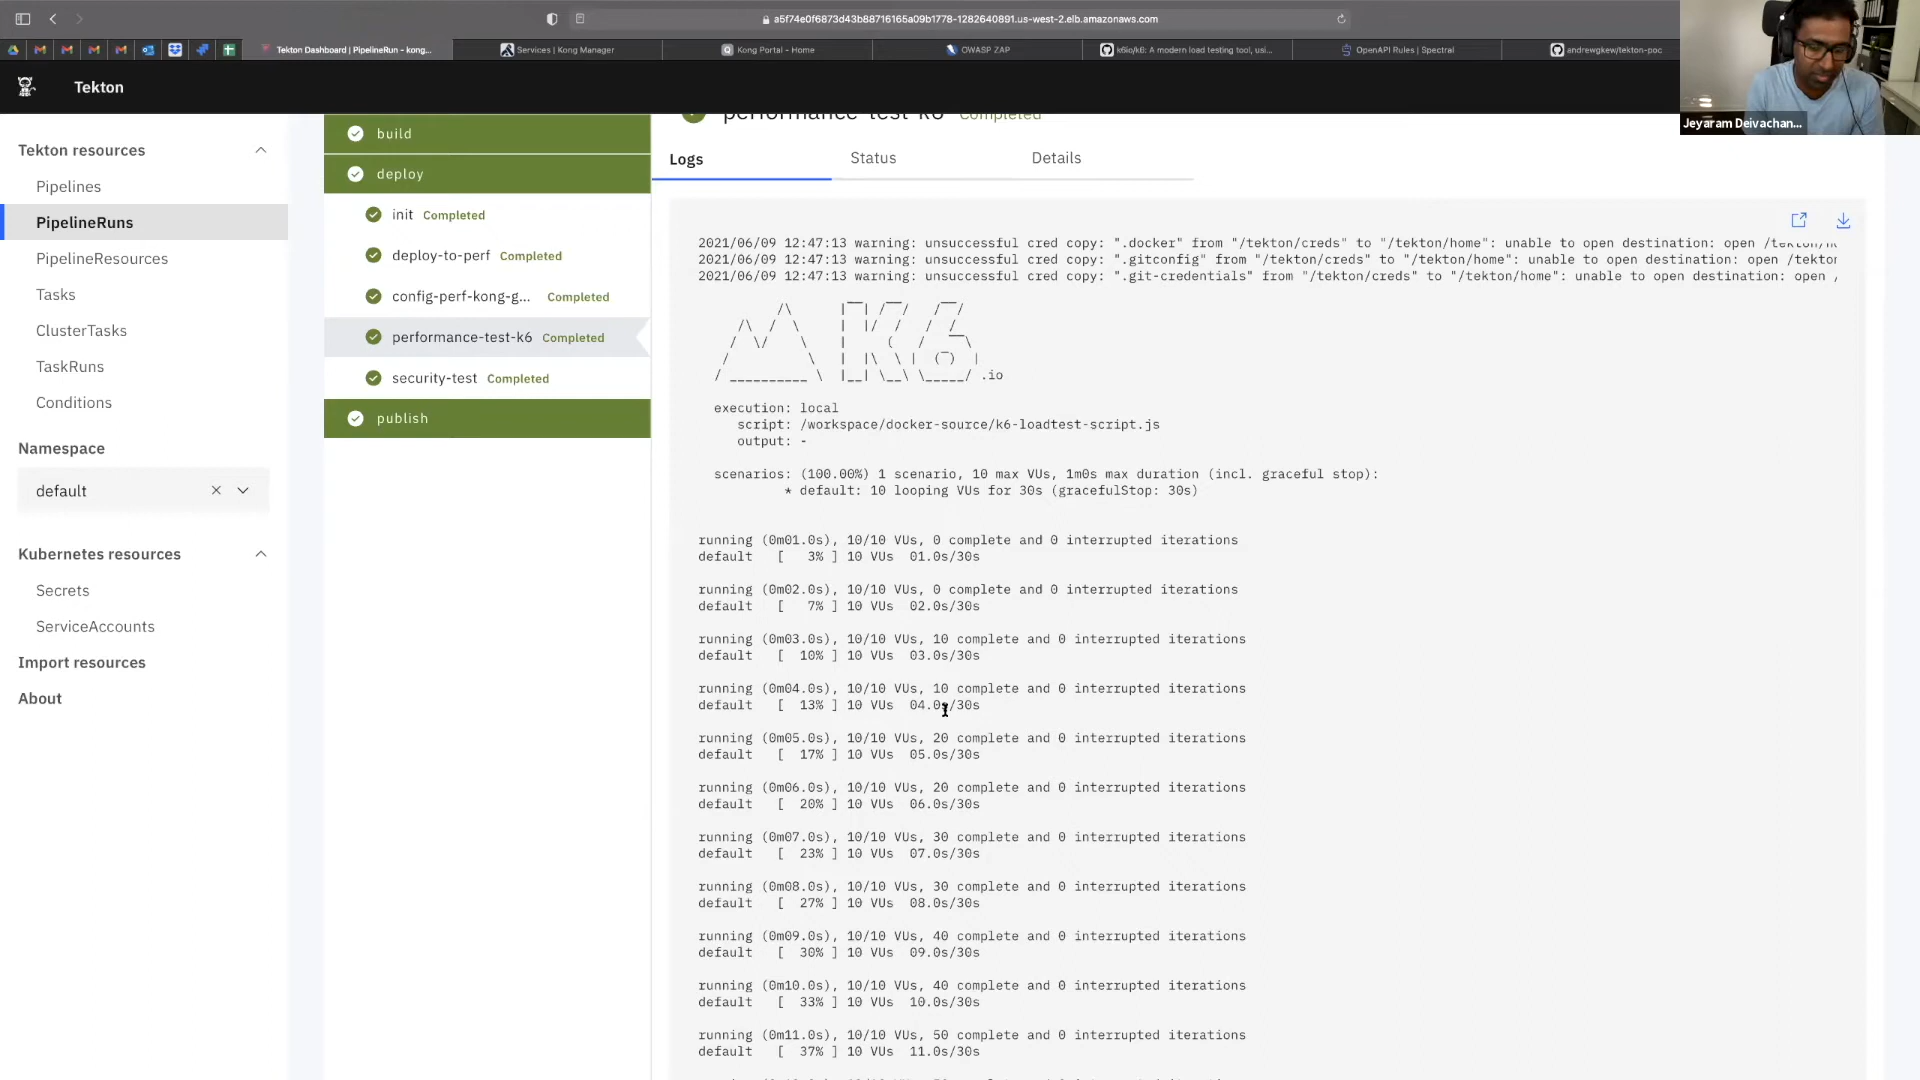 a5f74e0f6873d43b88716165a09b1778-1282640891.us-west-2.elb.amazonaws.com
Tekton Dashboard | PipelineRun - kong...
Services | Kong Manager
Kong Portal - Home
OWASP ZAP
k6io/k6: A modern load testing tool, usi...
OpenAPI Rules | Spectral
andrewgkew/tekton-poc
Tekton
Jeyaram Deivachan...
Tekton resources
Pipelines
PipelineRuns
PipelineResources
Tasks
ClusterTasks
TaskRuns
Conditions
Namespace
default
Kubernetes resources
Secrets
ServiceAccounts
Import resources
About
build
deploy
init Completed
deploy-to-perf Completed
config-perf-kong-g... Completed
performance-test-k6 Completed
security-test Completed
publish
performance-test-k6 Completed
Logs
Status
Details
2021/06/09 12:47:13 warning: unsuccessful cred copy: ".docker" from "/tekton/creds" to "/tekton/home": unable to open destination: open /tekton/h
2021/06/09 12:47:13 warning: unsuccessful cred copy: ".gitconfig" from "/tekton/creds" to "/tekton/home": unable to open destination: open /tekton
2021/06/09 12:47:13 warning: unsuccessful cred copy: ".git-credentials" from "/tekton/creds" to "/tekton/home": unable to open destination: open /
K6
.io
execution: local
script: /workspace/docker-source/k6-loadtest-script.js
output: -
scenarios: (100.00%) 1 scenario, 10 max VUs, 1m0s max duration (incl. graceful stop):
* default: 10 looping VUs for 30s (gracefulStop: 30s)
running (0m01.0s), 10/10 VUs, 0 complete and 0 interrupted iterations
default [ 3% ] 10 VUs 01.0s/30s
running (0m02.0s), 10/10 VUs, 0 complete and 0 interrupted iterations
default [ 7% ] 10 VUs 02.0s/30s
running (0m03.0s), 10/10 VUs, 10 complete and 0 interrupted iterations
default [ 10% ] 10 VUs 03.0s/30s
running (0m04.0s), 10/10 VUs, 10 complete and 0 interrupted iterations
default [ 13% ] 10 VUs 04.0s/30s
running (0m05.0s), 10/10 VUs, 20 complete and 0 interrupted iterations
default [ 17% ] 10 VUs 05.0s/30s
running (0m06.0s), 10/10 VUs, 20 complete and 0 interrupted iterations
default [ 20% ] 10 VUs 06.0s/30s
running (0m07.0s), 10/10 VUs, 30 complete and 0 interrupted iterations
default [ 23% ] 10 VUs 07.0s/30s
running (0m08.0s), 10/10 VUs, 30 complete and 0 interrupted iterations
default [ 27% ] 10 VUs 08.0s/30s
running (0m09.0s), 10/10 VUs, 40 complete and 0 interrupted iterations
default [ 30% ] 10 VUs 09.0s/30s
running (0m10.0s), 10/10 VUs, 40 complete and 0 interrupted iterations
default [ 33% ] 10 VUs 10.0s/30s
running (0m11.0s), 10/10 VUs, 50 complete and 0 interrupted iterations
default [ 37% ] 10 VUs 11.0s/30s